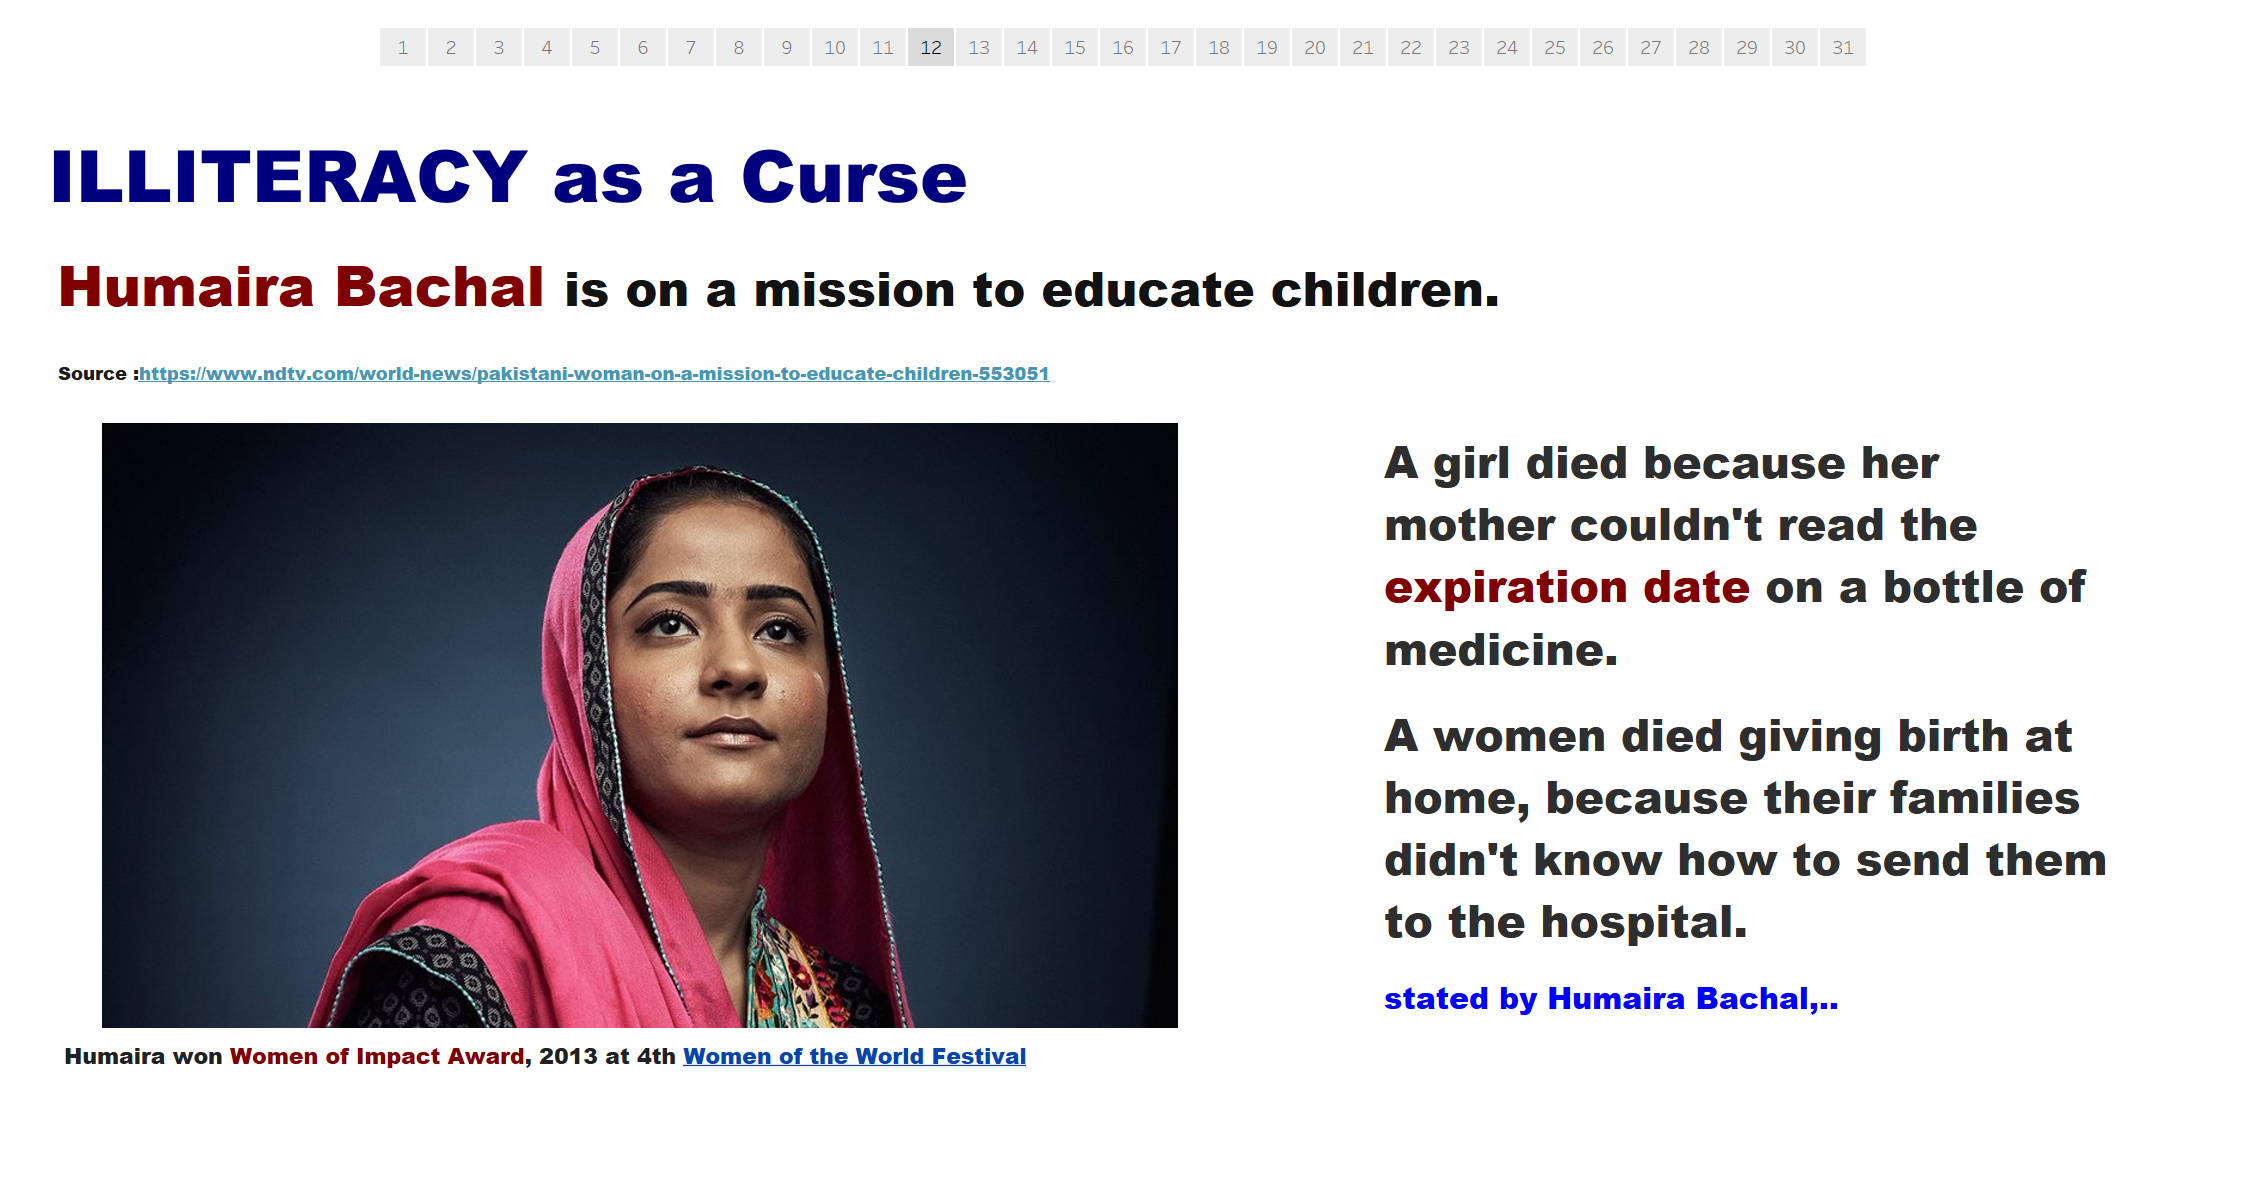 1 2 3 4 5 6 7 8 9 10 11 12 13 14 15 16 17 18 19 20 21 22 23 24 25 26 27 28 29 30 31
ILLITERACY as a Curse
Humaira Bachal is on a mission to educate children.
Source :https://www.ndtv.com/world-news/pakistani-woman-on-a-mission-to-educate-children-553051
A girl died because her
mother couldn't read the
expiration date on a bottle of
medicine.
A women died giving birth at
home, because their families
didn't know how to send them
to the hospital.
stated by Humaira Bachal,..
Humaira won Women of Impact Award, 2013 at 4th Women of the World Festival